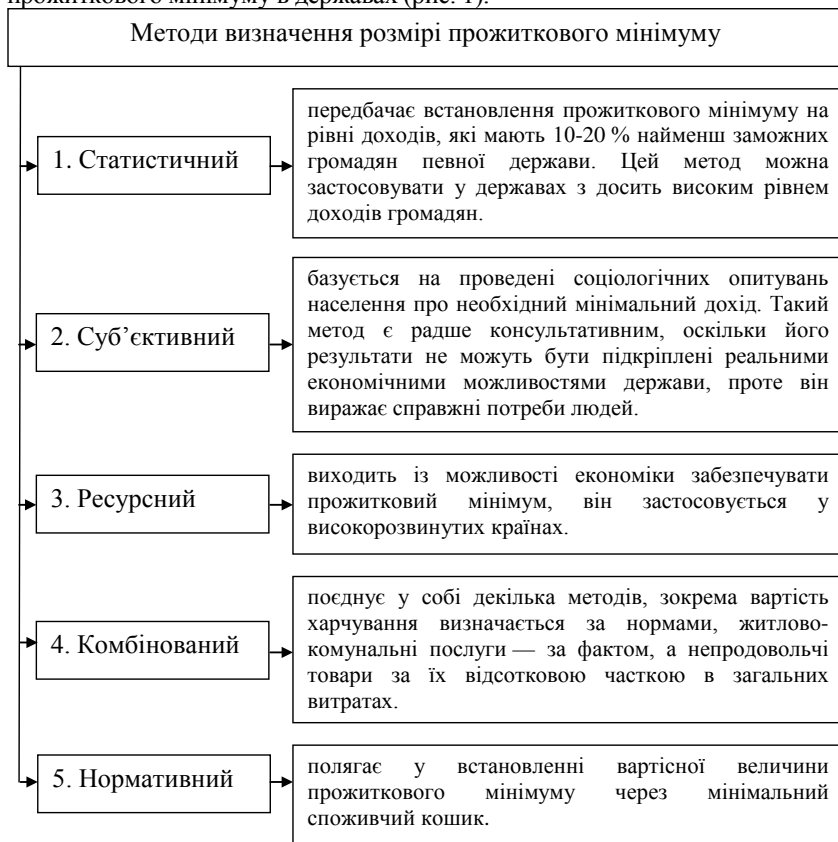 прожиткового мінімуму в державах (рис. 1).
Методи визначення розмірі прожиткового мінімуму
1. Статистичний
передбачає встановлення прожиткового мінімуму на
рівні доходів, які мають 10-20 % найменш заможних
громадян певної держави. Цей метод можна
застосовувати у державах з досить високим рівнем
доходів громадян.
2. Суб’єктивний
базується на проведені соціологічних опитувань
населення про необхідний мінімальний дохід. Такий
метод є радше консультативним, оскільки його
результати не можуть бути підкріплені реальними
економічними можливостями держави, проте він
виражає справжні потреби людей.
3. Ресурсний
виходить із можливості економіки забезпечувати
прожитковий мінімум, він застосовується у
високорозвинутих країнах.
4. Комбінований
поєднує у собі декілька методів, зокрема вартість
харчування визначається за нормами, житлово-
комунальні послуги — за фактом, а непродовольчі
товари за їх відсотковою часткою в загальних
витратах.
5. Нормативний
полягає у встановленні вартісної величини
прожиткового мінімуму через мінімальний
споживчий кошик.